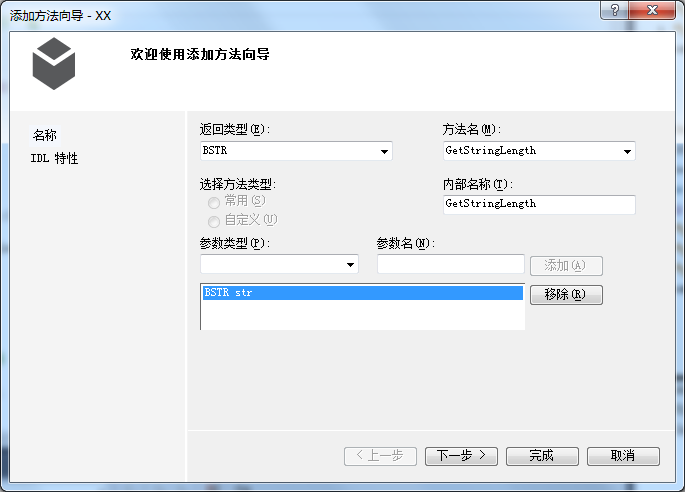 添加方法向导 - XX
欢迎使用添加方法向导
名称
IDL 特性
返回类型(E):
BSTR
方法名(M):
GetStringLength
选择方法类型:
常用(S)
自定义(U)
内部名称(T):
GetStringLength
参数类型(P):
参数名(N):
添加(A)
BSTR str
移除(R)
< 上一步
下一步 >
完成
取消